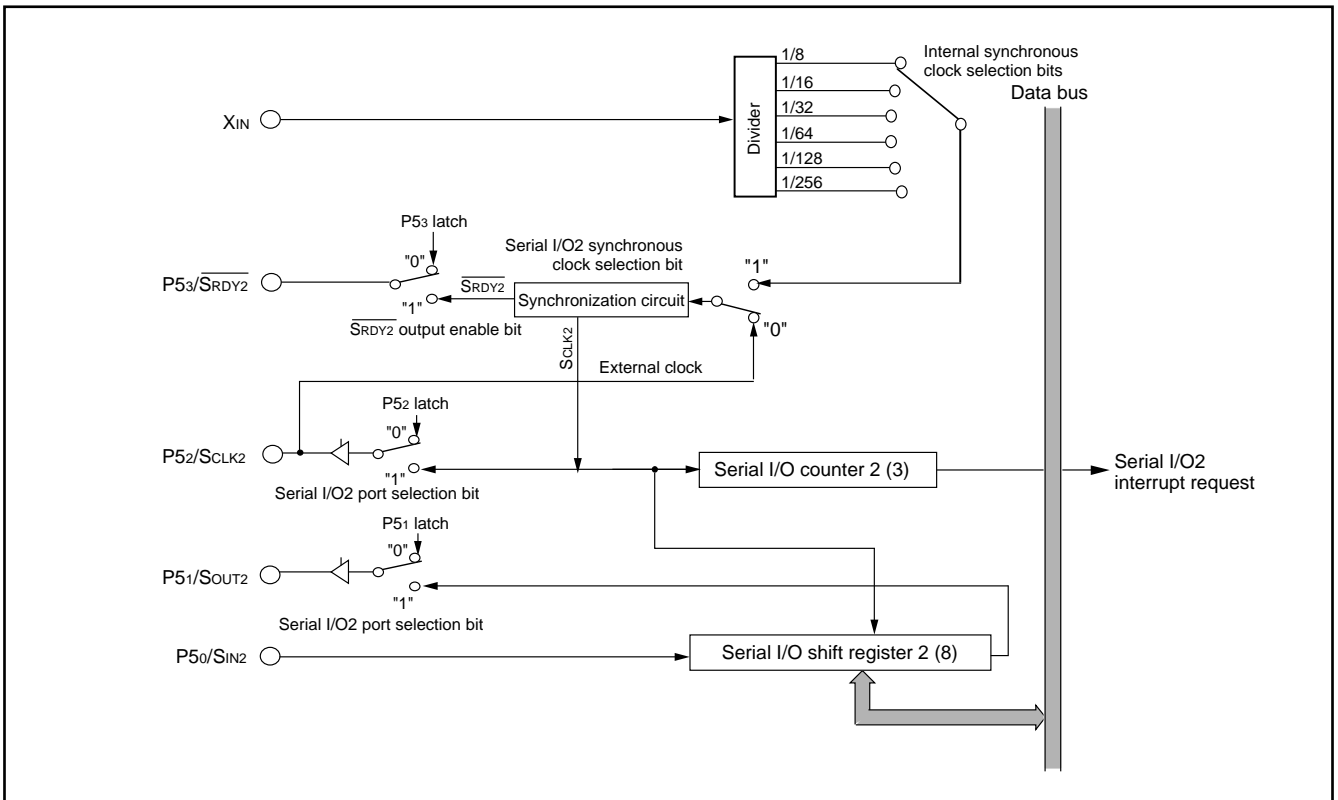 1/8
1/16
1/32
1/64
1/128
1/256
Divider
Internal synchronous
clock selection bits
Data bus
XIN
P53 latch
"0"
P53/SRDY2
"1"
SRDY2
SRDY2 output enable bit
Serial I/O2 synchronous
clock selection bit
Synchronization circuit
"1"
"0"
SCLK2
External clock
P52 latch
"0"
P52/SCLK2
"1"
Serial I/O2 port selection bit
Serial I/O counter 2 (3)
Serial I/O2
interrupt request
P51 latch
"0"
P51/SOUT2
"1"
Serial I/O2 port selection bit
P50/SIN2
Serial I/O shift register 2 (8)